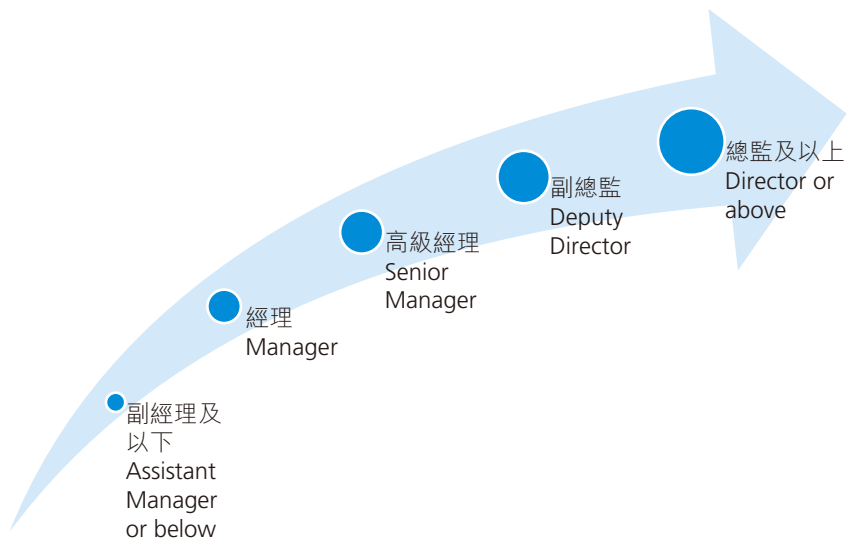 副經理及
以下
Assistant
Manager
or below
經理
Manager
高級經理
Senior
Manager
副總監
Deputy
Director
總監及以上
Director or
above